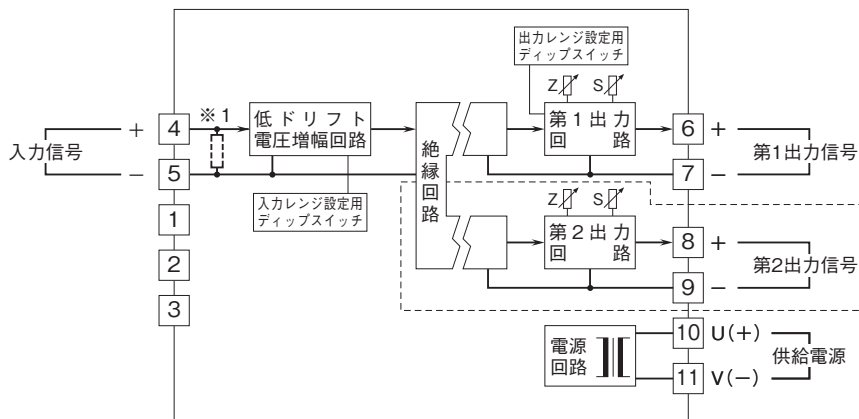 出力レンジ設定用
ディップスイッチ
※1
Z
S
入力信号
+
4
低ドリフト
電圧増幅回路
第1出力
回路
6
+
第1出力信号
−
5
7
−
入力レンジ設定用
ディップスイッチ
絶縁回路
1
Z
S
2
第2出力
回路
8
+
第2出力信号
3
9
−
電源
回路
10
U(+)
供給電源
11
V(−)